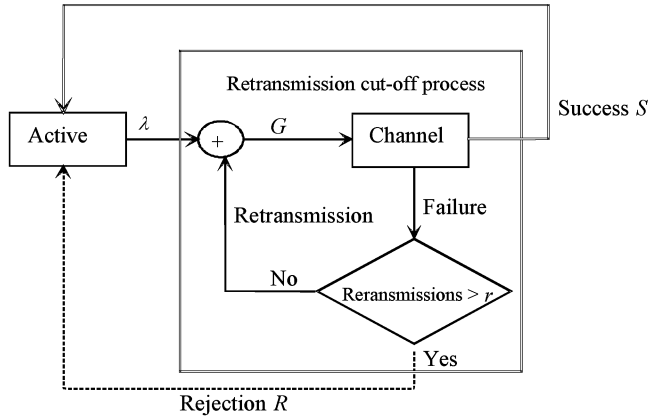 Retransmission cut-off process
Success S
Active
λ
+
G
Channel
Retransmission
Failure
No
Reransmissions > r
Yes
Rejection R